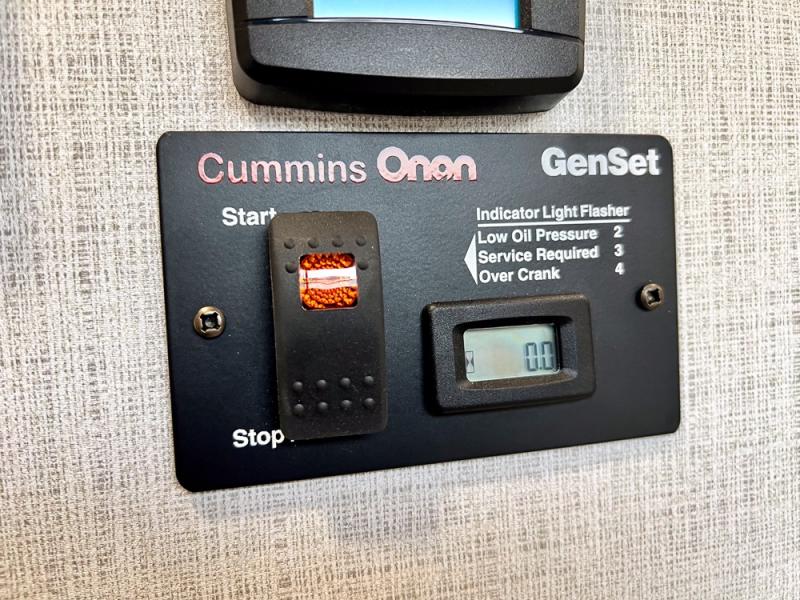 Cummins Onan GenSet
Start
Indicator Light Flasher
Low Oil Pressure 2
Service Required 3
Over Crank 4
0.0
Stop